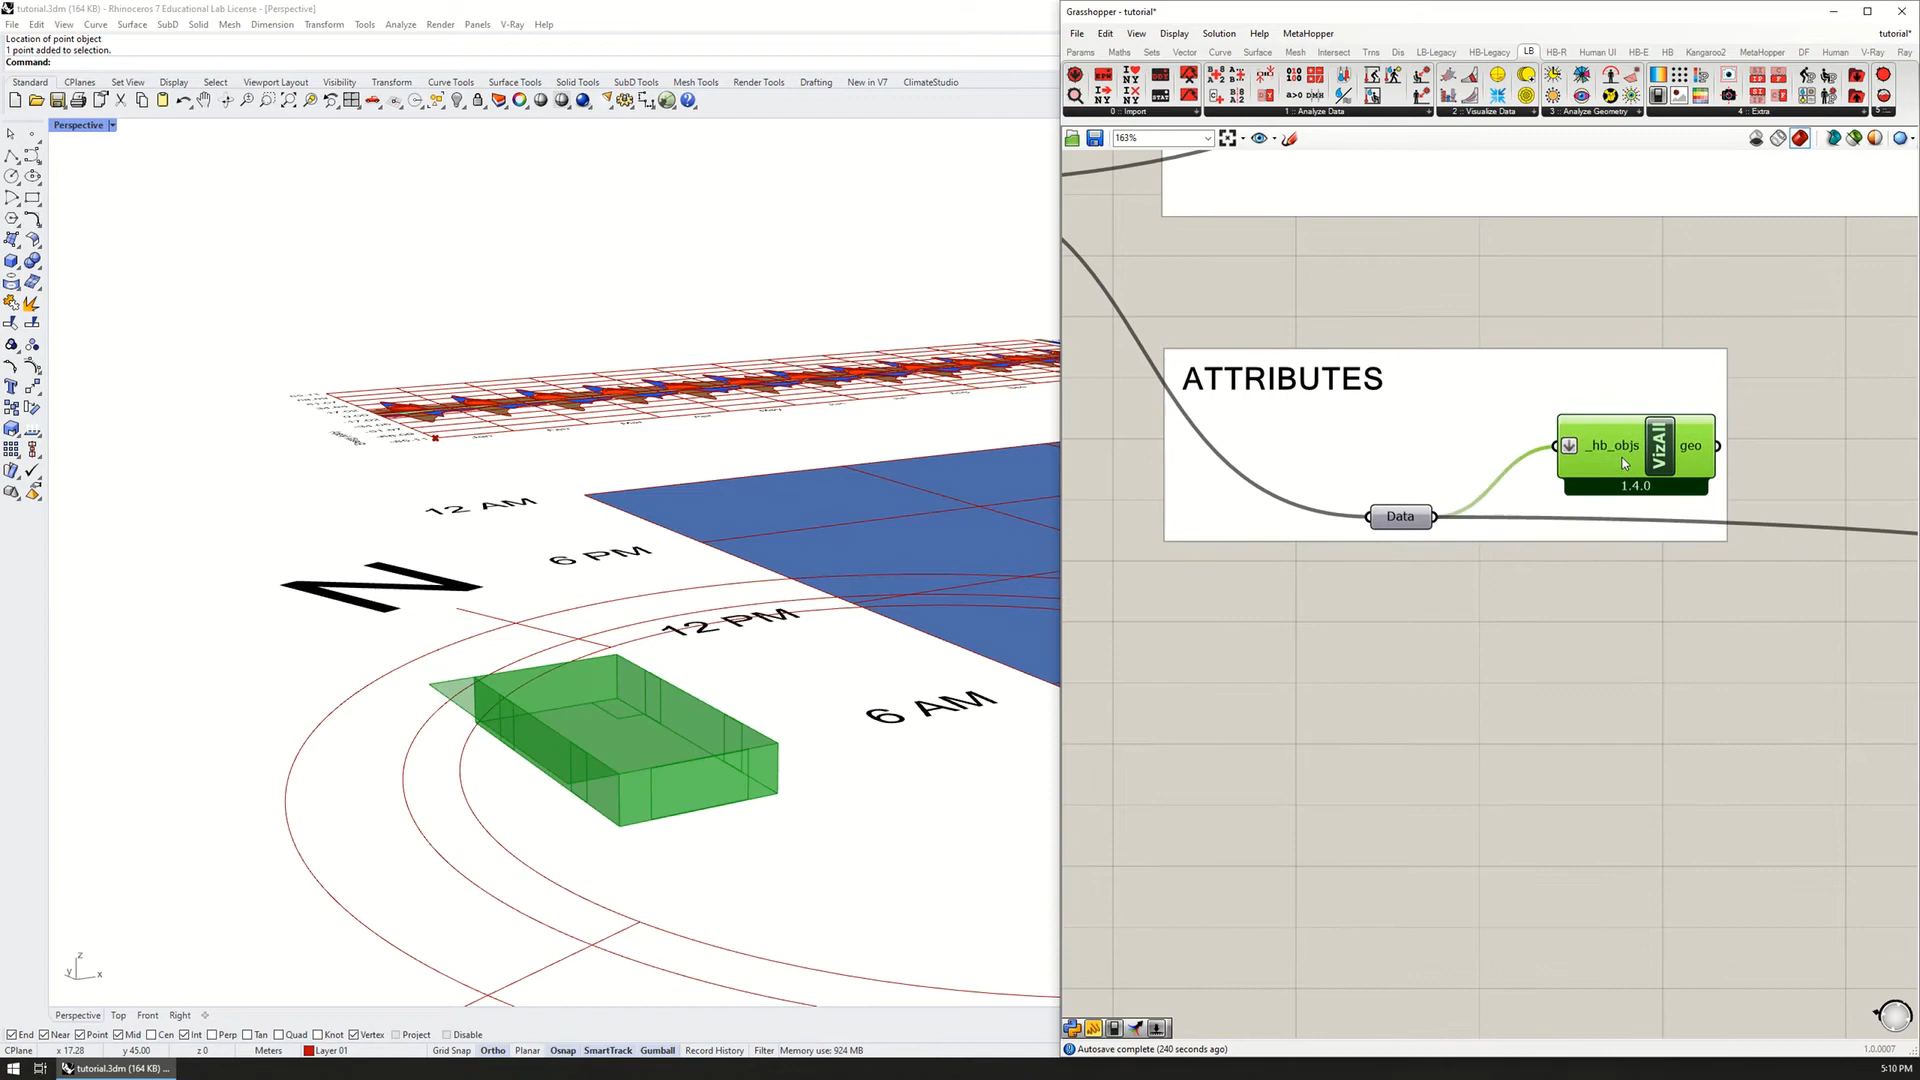 tutorial.3dm (164 KB) - Rhinoceros 7 Educational Lab License - [Perspective]
File Edit View Curve Surface SubD Solid Mesh Dimension Transform Tools Analyze Render Panels V-Ray Help
Location of point object
1 point added to selection.
Command:
Standard CPlanes Set View Display Select Viewport Layout Visibility Transform Curve Tools Surface Tools Solid Tools SubD Tools Mesh Tools Render Tools Drafting New in V7 ClimateStudio
Perspective
12 AM
6 PM
N
12 PM
6 AM
z
y x
Perspective Top Front Right
End Near Point Mid Cen Int Perp Tan Quad Knot Vertex Project Disable
CPlane x 17.28 y 45.00 z 0 Meters Layer 01 Grid Snap Ortho Planar Osnap SmartTrack Gumball Record History Filter Memory use: 924 MB
tutorial.3dm (164 KB) ...
Grasshopper - tutorial*
File Edit View Display Solution Help MetaHopper tutorial*
Params Maths Sets Vector Curve Surface Mesh Intersect Trns Dis LB-Legacy HB-Legacy LB HB-R Human UI HB-E HB Kangaroo2 MetaHopper DF Human V-Ray Ray
0 :: Import 1 :: Analyze Data 2 :: Visualize Data 3 :: Analyze Geometry 4 :: Extra 5 ::
163%
ATTRIBUTES
_hb_objs VizAll geo
1.4.0
Data
Autosave complete (240 seconds ago) 1.0.0007
5:10 PM